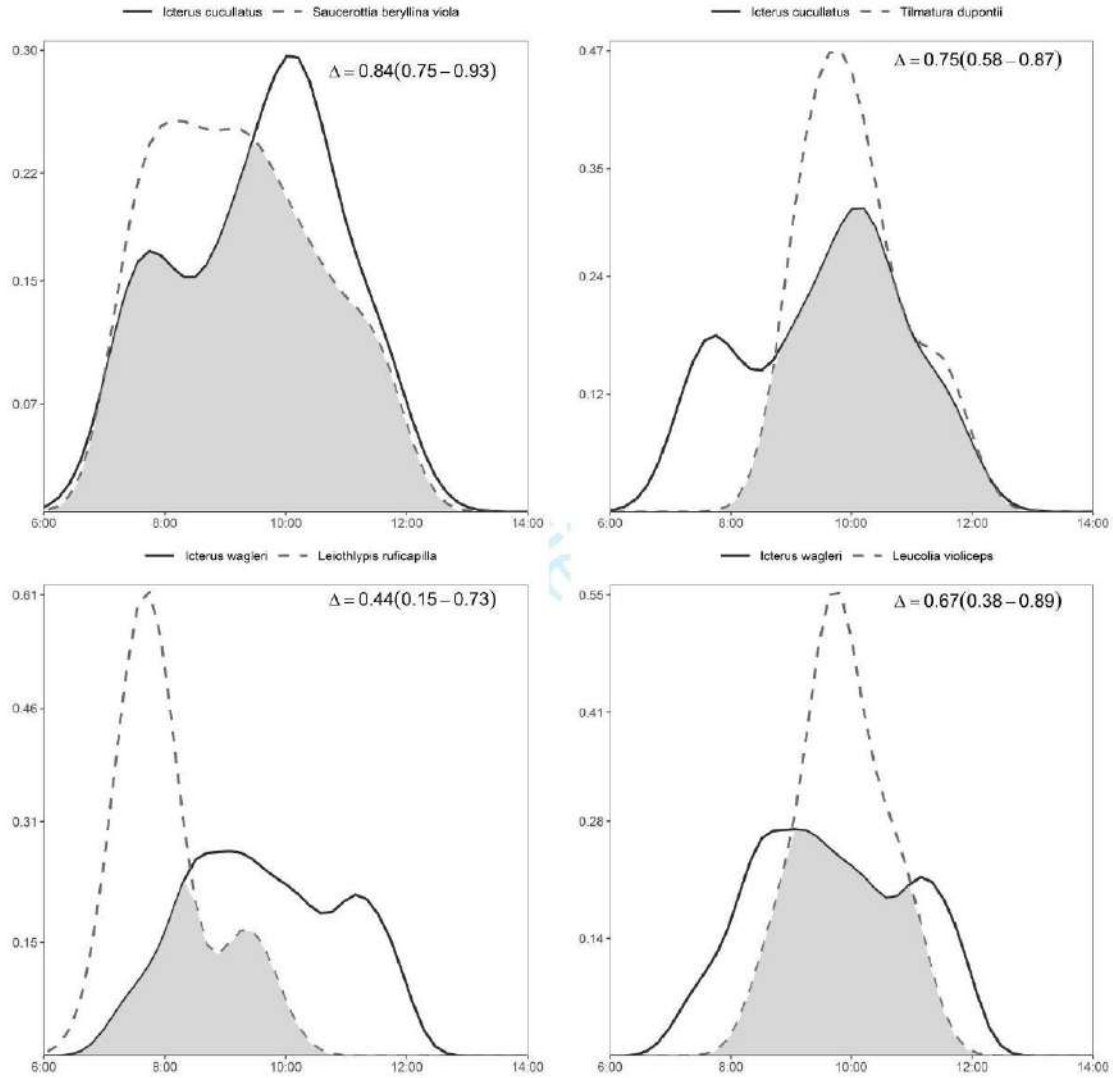 Icterus cucullatus Saucerottia beryllina viola
Δ = 0.84(0.75 – 0.93)
0.30
0.22
0.15
0.07
6:00 8:00 10:00 12:00 14:00
Icterus cucullatus Tilmatura dupontii
Δ = 0.75(0.58 – 0.87)
0.47
0.35
0.24
0.12
6:00 8:00 10:00 12:00 14:00
Icterus wagleri Leiothlypis ruficapilla
Δ = 0.44(0.15 – 0.73)
0.61
0.46
0.31
0.15
6:00 8:00 10:00 12:00 14:00
Icterus wagleri Leucolia violiceps
Δ = 0.67(0.38 – 0.89)
0.55
0.41
0.28
0.14
6:00 8:00 10:00 12:00 14:00